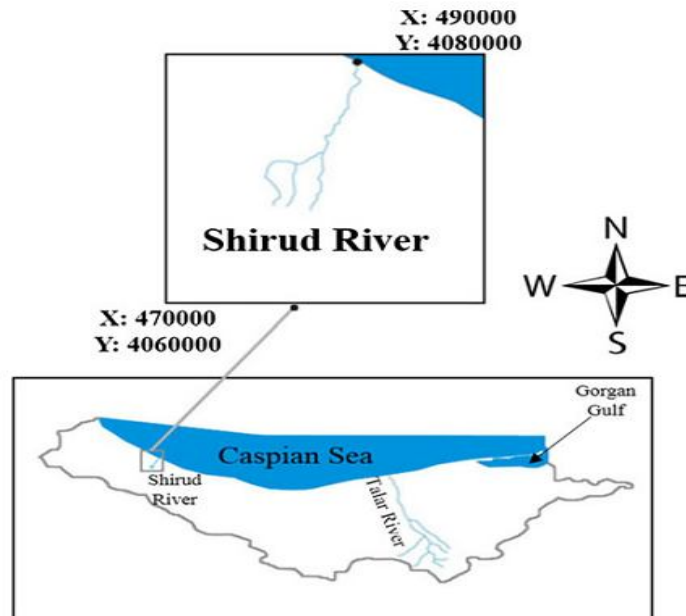 X: 490000
Y: 4080000
Shirud River
N
W
E
S
X: 470000
Y: 4060000
Gorgan
Gulf
Caspian Sea
Shirud
River
Talar River